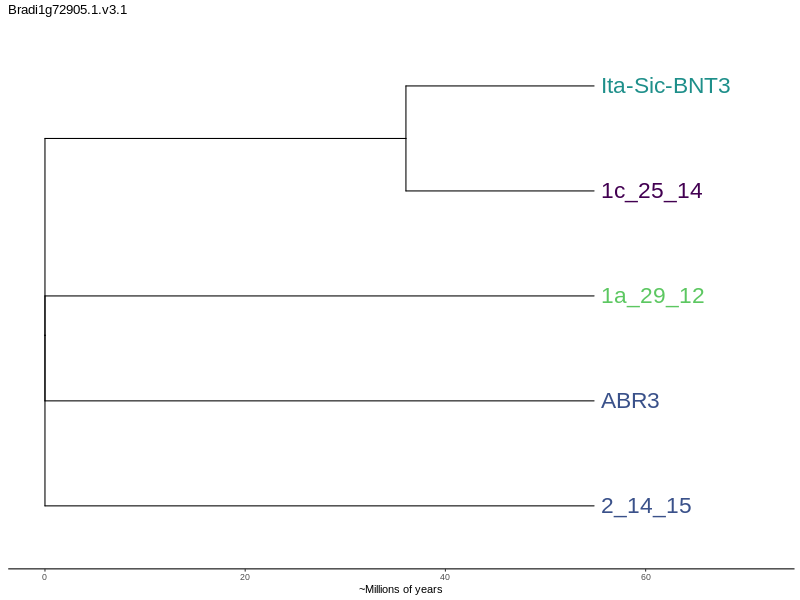 Bradi1g72905.1.v3.1
Ita-Sic-BNT3
1c_25_14
1a_29_12
ABR3
2_14_15
0 20 40 60
~Millions of years